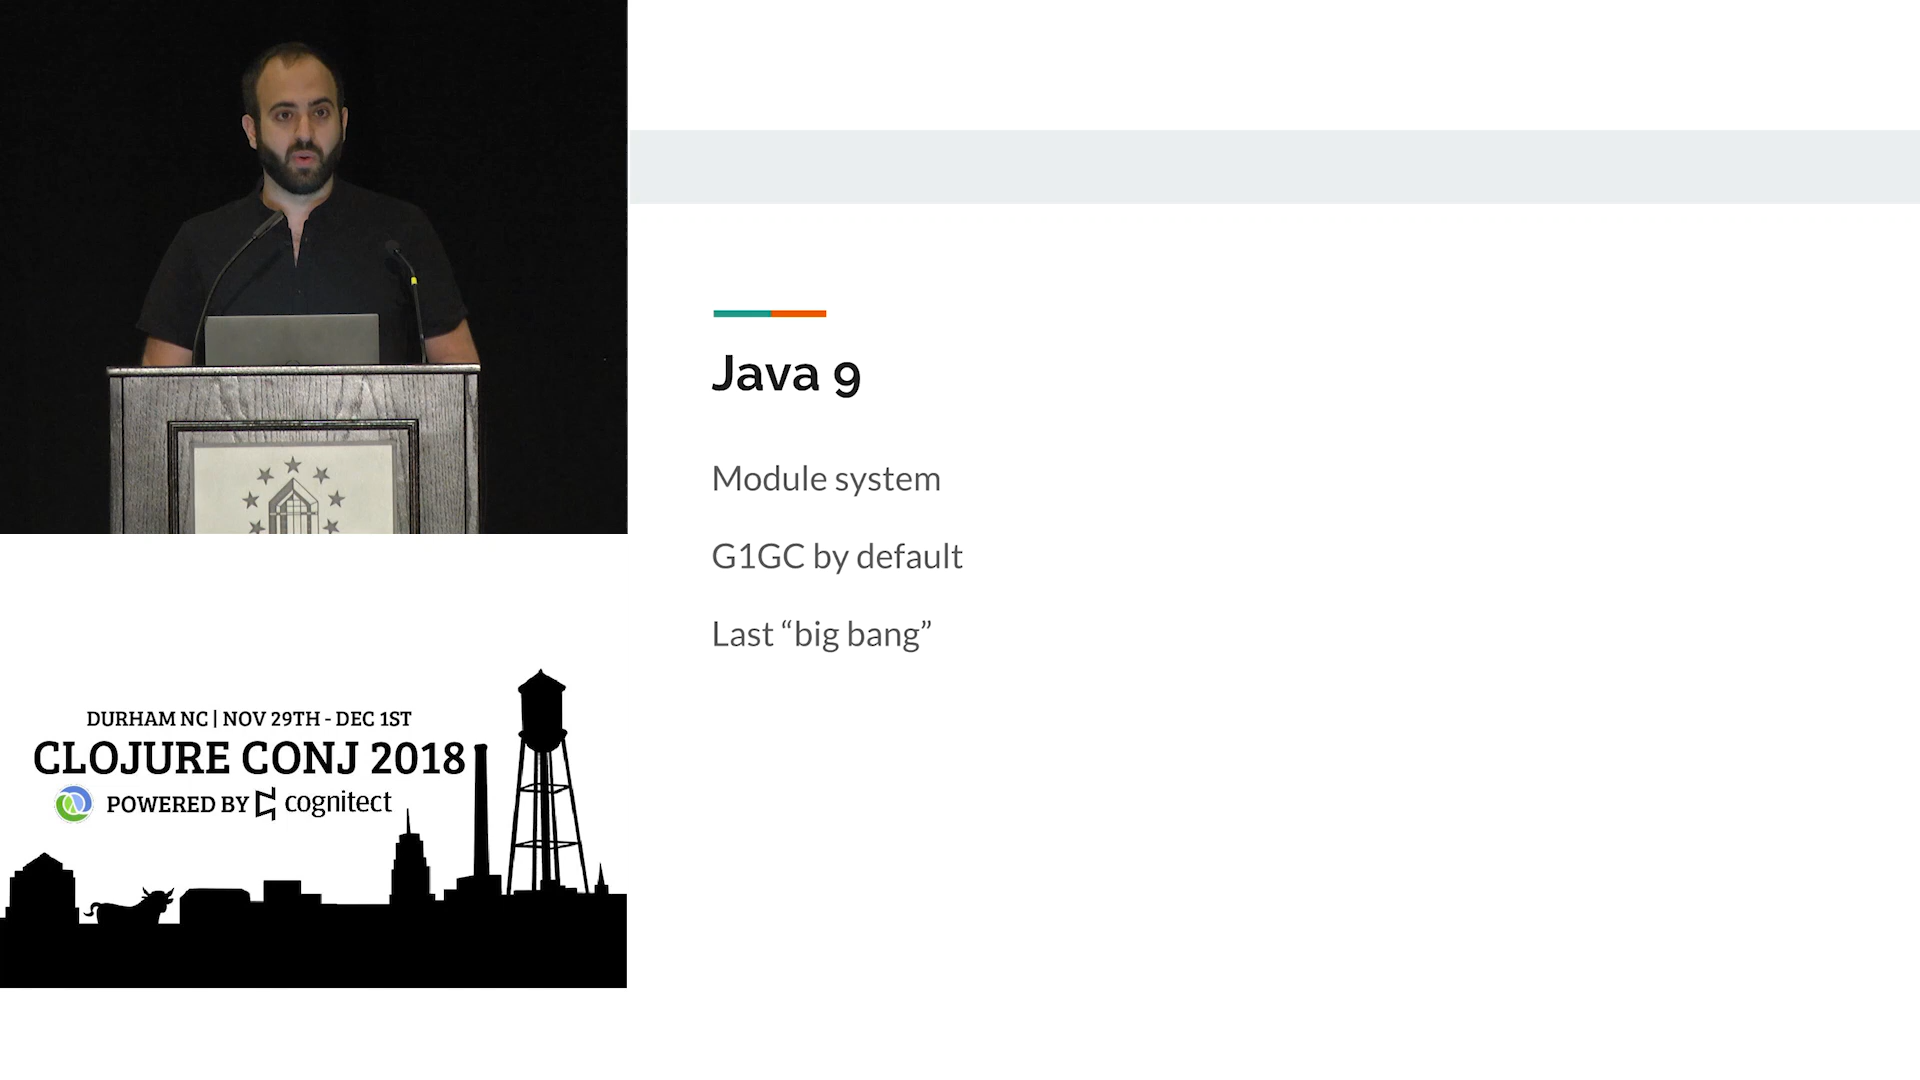 Java 9
Module system
G1GC by default
Last “big bang”
DURHAM NC | NOV 29TH - DEC 1ST
CLOJURE CONJ 2018
POWERED BY cognitect